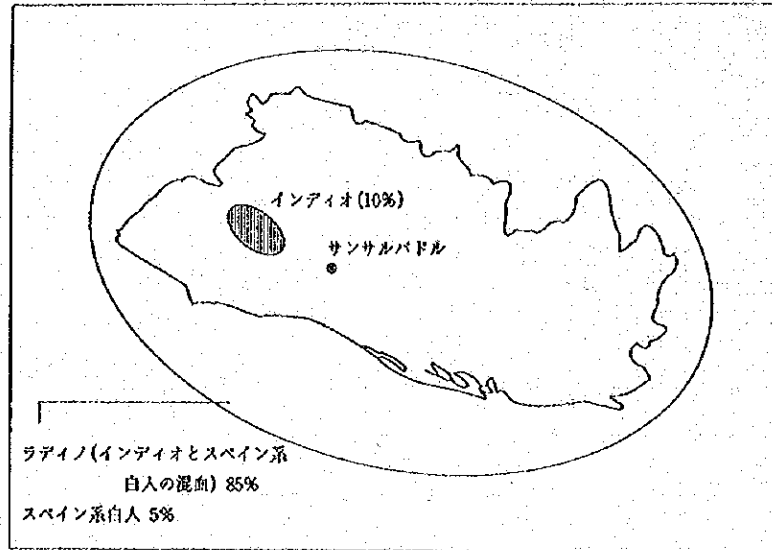 インディオ(10%)
サンサルバドル
ラディノ(インディオとスペイン系
白人の混血) 85%
スペイン系白人 5%